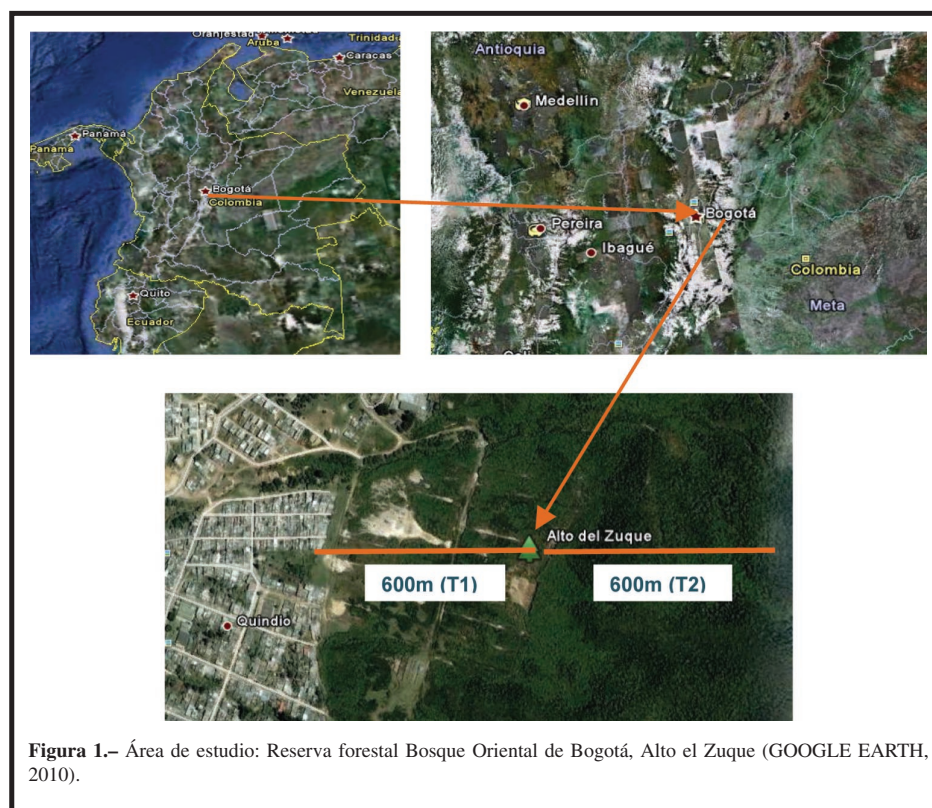 Oranjestad
Aruba
Trinidad
Caracas
Venezuela
Panamá
Panamá
Bogotá
Colombia
Quito
Ecuador
Antioquia
Medellín
Bogotá
Pereira
Ibagué
Colombia
Meta
Alto del Zuque
600m (T1)
600m (T2)
Quindio
Figura 1.– Área de estudio: Reserva forestal Bosque Oriental de Bogotá, Alto el Zuque (GOOGLE EARTH,
2010).